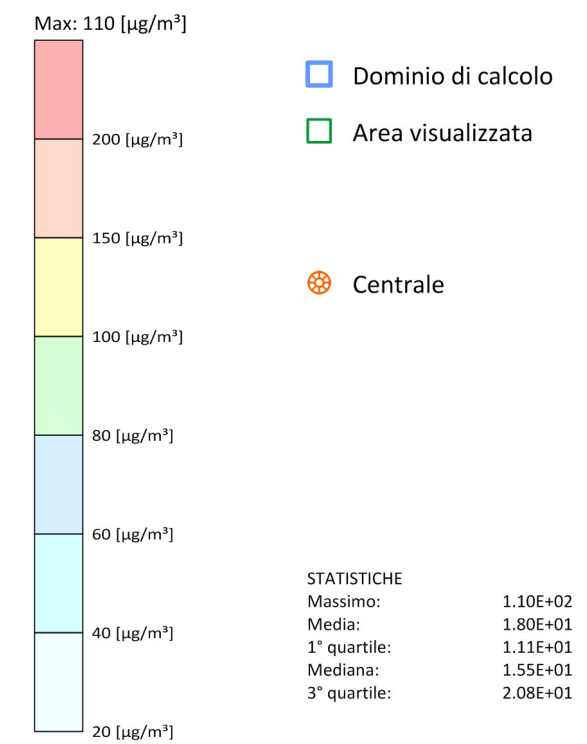 Max: 110 [µg/m³]
200 [µg/m³]
150 [µg/m³]
100 [µg/m³]
80 [µg/m³]
60 [µg/m³]
40 [µg/m³]
20 [µg/m³]
Dominio di calcolo
Area visualizzata
Centrale
STATISTICHE
Massimo: 1.10E+02
Media: 1.80E+01
1° quartile: 1.11E+01
Mediana: 1.55E+01
3° quartile: 2.08E+01